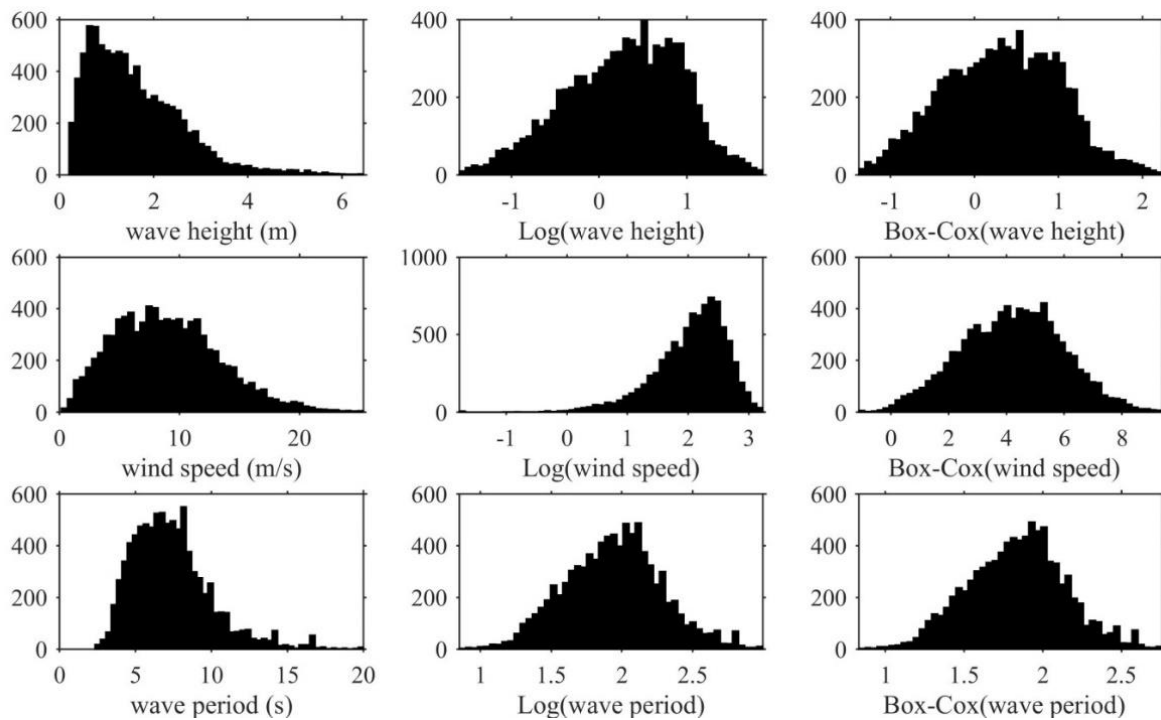 600
400
200
0
0 2 4 6
wave height (m)
400
200
0
-1 0 1
Log(wave height)
400
200
0
-1 0 1 2
Box-Cox(wave height)
600
400
200
0
0 10 20
wind speed (m/s)
1000
500
0
-1 0 1 2 3
Log(wind speed)
600
400
200
0
0 2 4 6 8
Box-Cox(wind speed)
600
400
200
0
0 5 10 15 20
wave period (s)
600
400
200
0
1 1.5 2 2.5
Log(wave period)
600
400
200
0
1 1.5 2 2.5
Box-Cox(wave period)